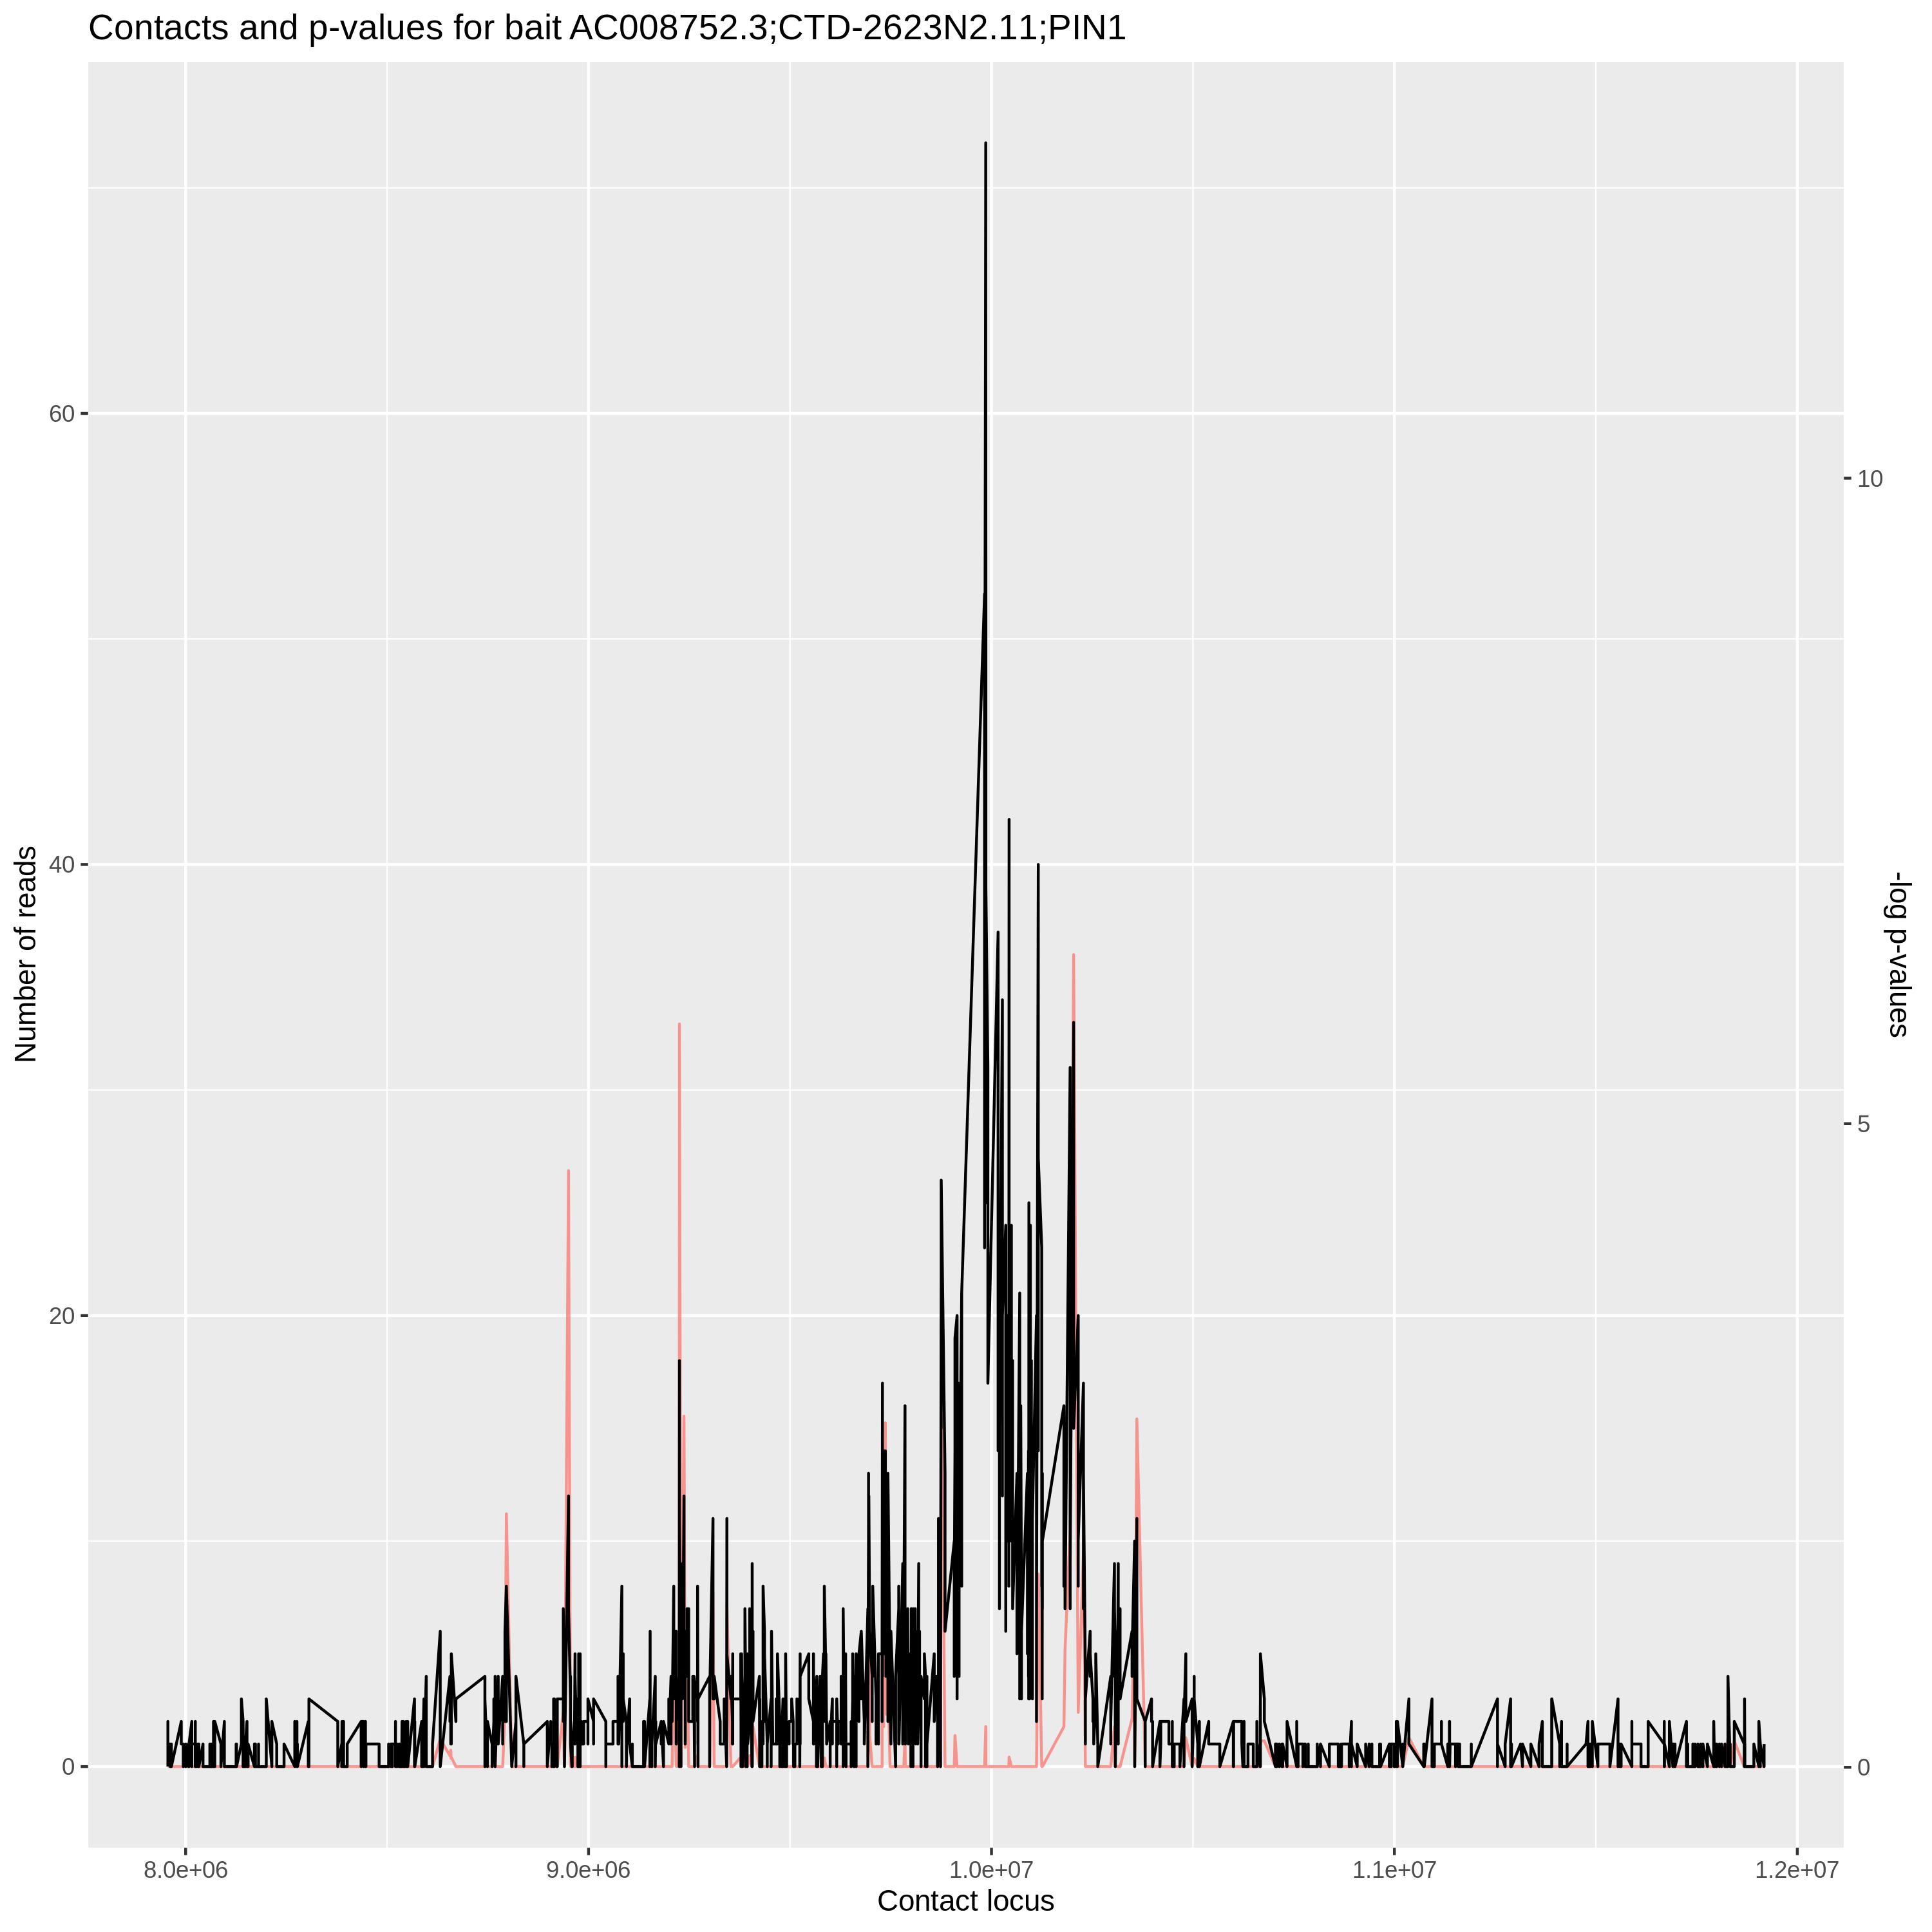 Contacts and p-values for bait AC008752.3;CTD-2623N2.11;PIN1
Number of reads
60
40
20
0
-log p-values
10
5
0
8.0e+06
9.0e+06
1.0e+07
1.1e+07
1.2e+07
Contact locus